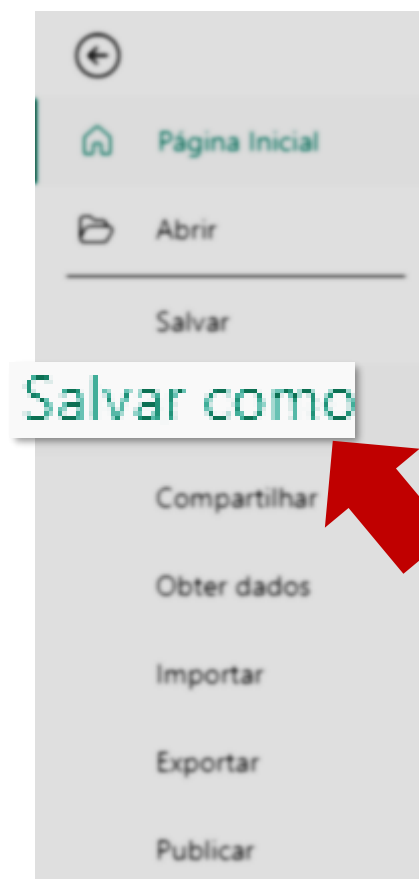 Página Inicial
Abrir
Salvar
Salvar como
Compartilhar
Obter dados
Importar
Exportar
Publicar